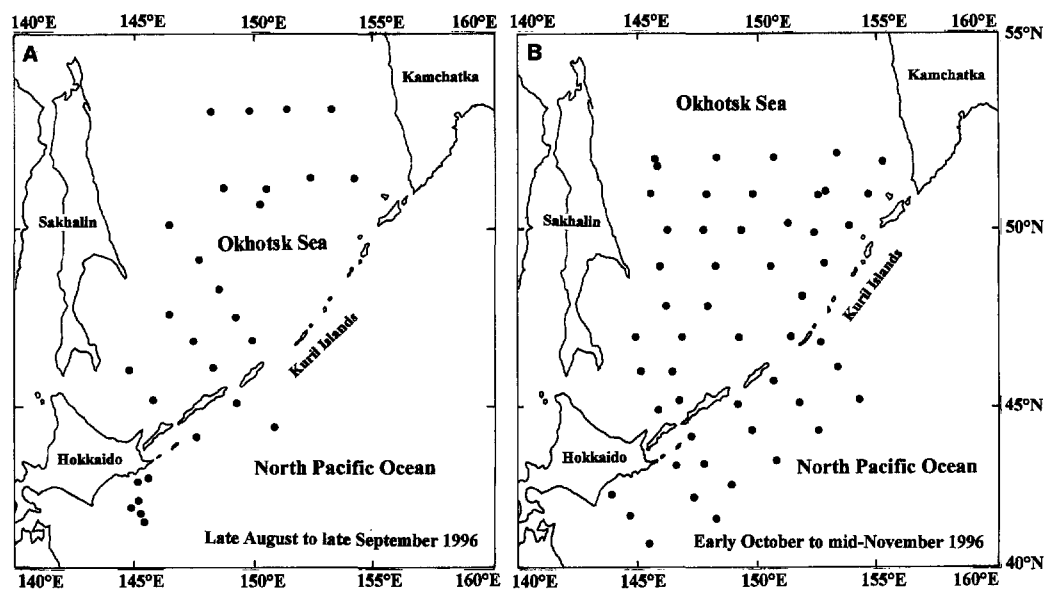 140°E 145°E 150°E 155°E 160°E 140°E 145°E 150°E 155°E 160°E
55°N
A
B
Kamchatka
Kamchatka
Okhotsk Sea
Sakhalin
Sakhalin
50°N
Okhotsk Sea
Kuril Islands
Kuril Islands
45°N
Hokkaido
Hokkaido
North Pacific Ocean
North Pacific Ocean
Late August to late September 1996
Early October to mid-November 1996
40°N
140°E 145°E 150°E 155°E 160°E 140°E 145°E 150°E 155°E 160°E